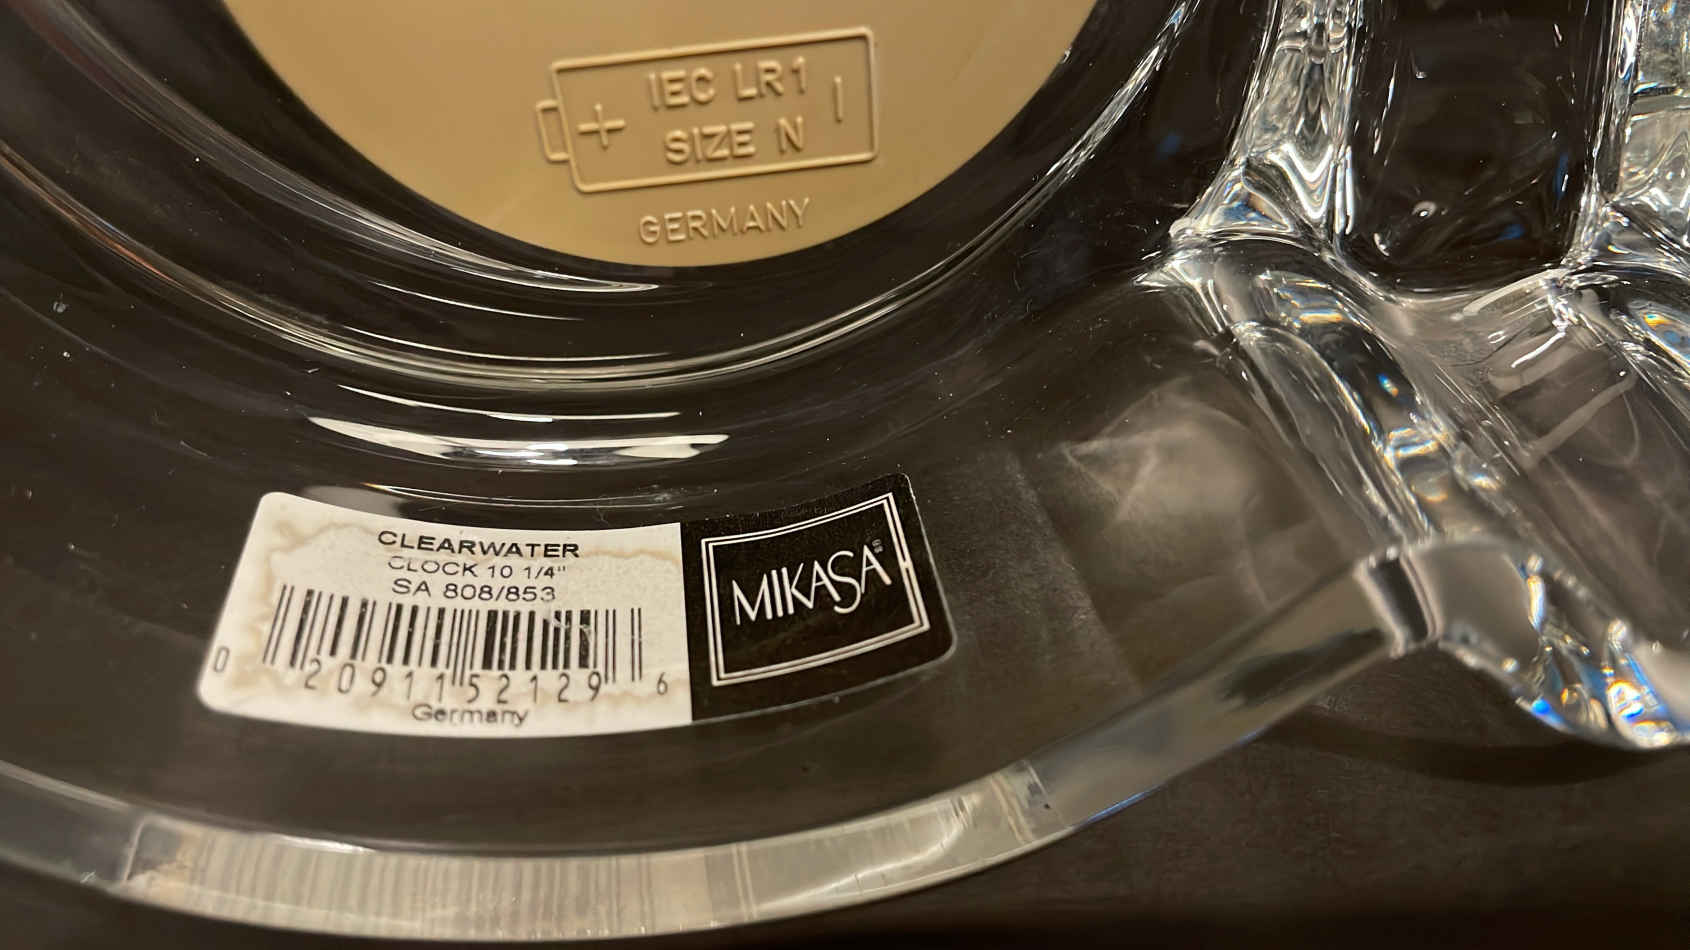 + IEC LR1 -
SIZE N
GERMANY
CLEARWATER
CLOCK 10 1/4"
SA 808/853
0 20911 52129 6
Germany
MIKASA®